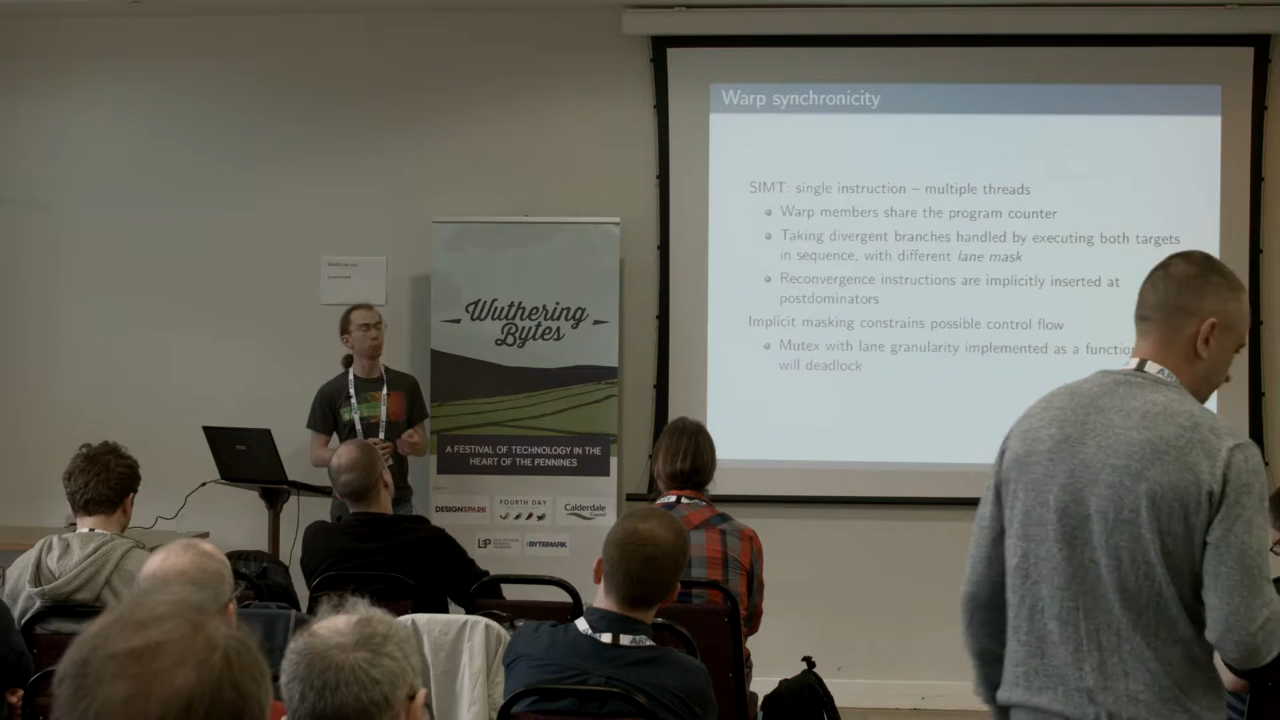 Warp synchronicity
SIMT: single instruction – multiple threads
Warp members share the program counter
Taking divergent branches handled by executing both targets
in sequence, with different lane mask
Reconvergence instructions are implicitly inserted at
postdominators
Implicit masking constrains possible control flow
Mutex with lane granularity implemented as a functio
will deadlock
Wuthering
Bytes
A FESTIVAL OF TECHNOLOGY IN THE
HEART OF THE PENNINES
DESIGNSPARK
FOURTH DAY
Calderdale
Council
LEP
BYTEMARK
ARM